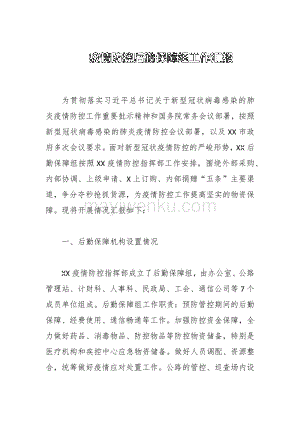 疫情防控后勤保障组工作汇报
为贯彻落实习近平总书记关于新型冠状病毒感染的肺
炎疫情防控工作重要批示精神和国务院常务会议部署，按照
新型冠状病毒感染的肺炎疫情防控会议部署，以及 XX 市政
府多次会议要求。面对新型冠状疫情防控的严峻形势，XX 后
勤保障组按照 XX 疫情防控指挥部工作安排，围绕外部采购、
内部协调、上级申请、X 上订购、内部捐赠“五条”主要渠
道，争分夺秒抢抓货源，为疫情防控工作提高坚实的物资保
障。现将开展情况汇报如下：
一、后勤保障机构设置情况
XX 疫情防控指挥部成立了后勤保障组，由办公室、公路
管理站、计财科、人事科、民政局、工会、通信公司等 7 个
成员单位组成。后勤保障组工作职责：预防管控期间的后勤
保障、经费使用、通信畅通等工作。加强防控资金保障，全
力做好药品、消毒物品、防控物品等防控物资储备，特别是
医疗机构和疾控中心应急物资储备。做好人员调配、资源整
合，统筹做好疫情应对处置工作。公路的管控、巡查场内设